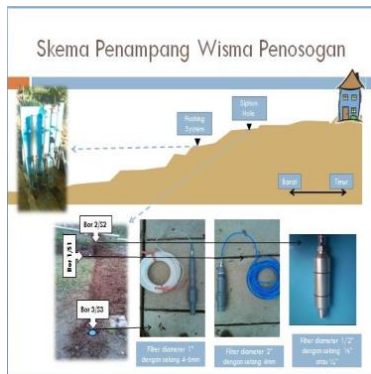 Skema Penampang Wisma Penosogan
Siphon
Hole
Flushing
System
Barat
Timur
Bor 2/S2
Bor 1/S1
Bor 3/S3
Filter diameter 1"
dengan selang 4-6mm
Filter diameter 2"
dengan selang 6mm
Filter diameter 1/2"
dengan selang ¼"
atau ¼"